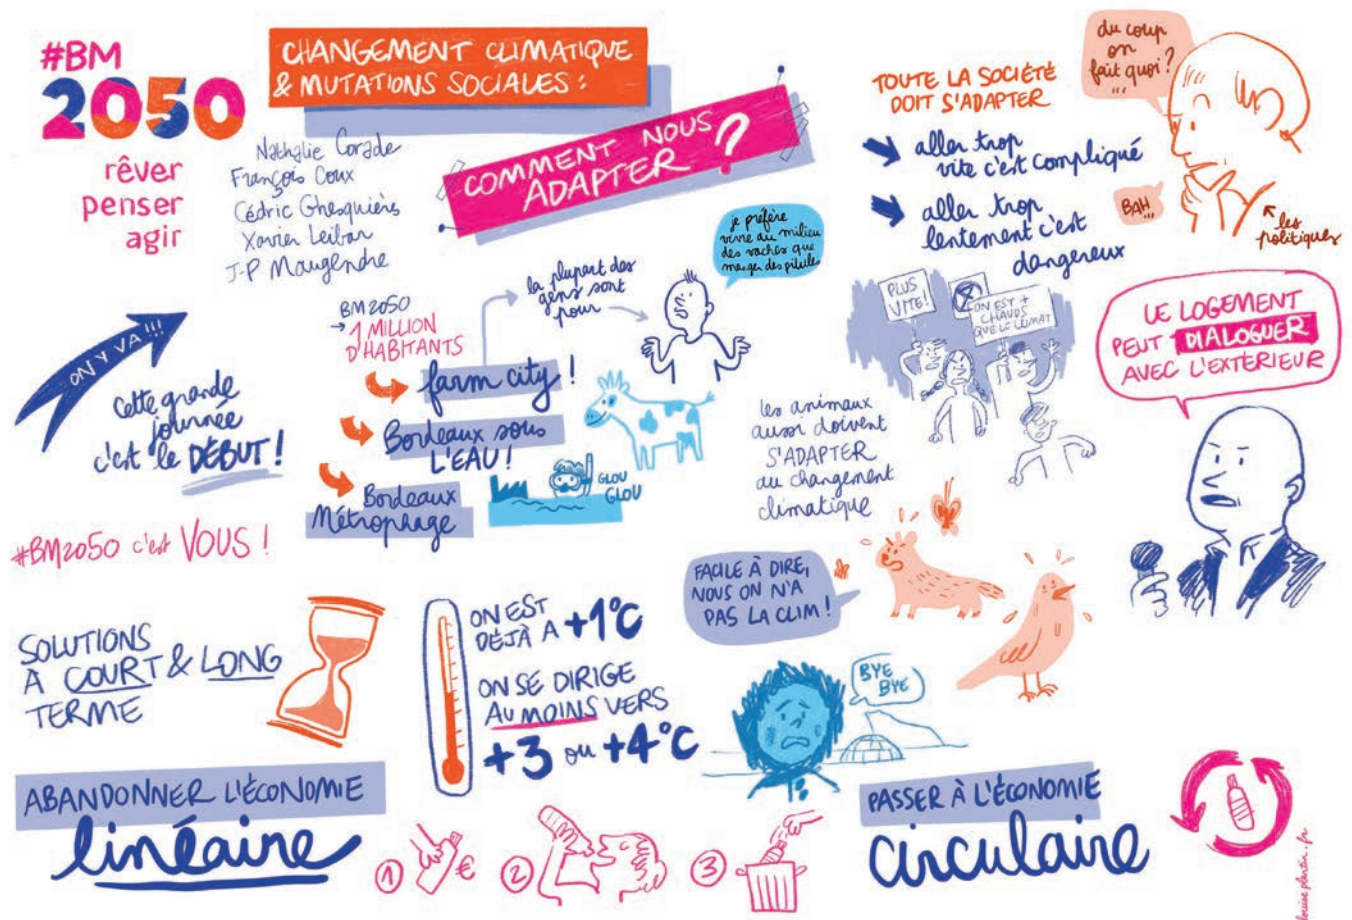 #BM
2050
rêver
penser
agir
CHANGEMENT CLIMATIQUE
& MUTATIONS SOCIALES :
Nathalie Corade
François Coux
Cédric Ghesquières
Xavier Leibar
J-P Maugendre
COMMENT NOUS
ADAPTER ?
TOUTE LA SOCIÉTÉ
DOIT S'ADAPTER
aller trop
vite c'est compliqué
aller trop
lentement c'est
dangereux
du coup
on
fait quoi ?
...
BAH
...
les
politiques
ON Y VA !!!
Cette grande
journée
c'est le DÉBUT !
#BM2050 c'est VOUS !
BM2050
1 MILLION
D'HABITANTS
farm city !
la plupart des
gens sont
pour
je préfère
vivre au milieu
des vaches que
manger des pilules
Bordeaux sous
L'EAU !
GLOU
GLOU
Bordeaux
Métrophage
PLUS
VITE !
ON EST +
CHAUDS
QUE LE CLIMAT
LE LOGEMENT
PEUT DIALOGUER
AVEC L'EXTÉRIEUR
les animaux
aussi doivent
S'ADAPTER
au changement
climatique
FACILE À DIRE,
NOUS ON N'A
PAS LA CLIM !
SOLUTIONS
À COURT & LONG
TERME
ON EST
DÉJÀ A +1°C
ON SE DIRIGE
AU MOINS VERS
+3 ou +4°C
BYE
BYE
ABANDONNER L'ÉCONOMIE
linéaire
1
€
2
3
PASSER À L'ÉCONOMIE
circulaire
louise plantin.fr